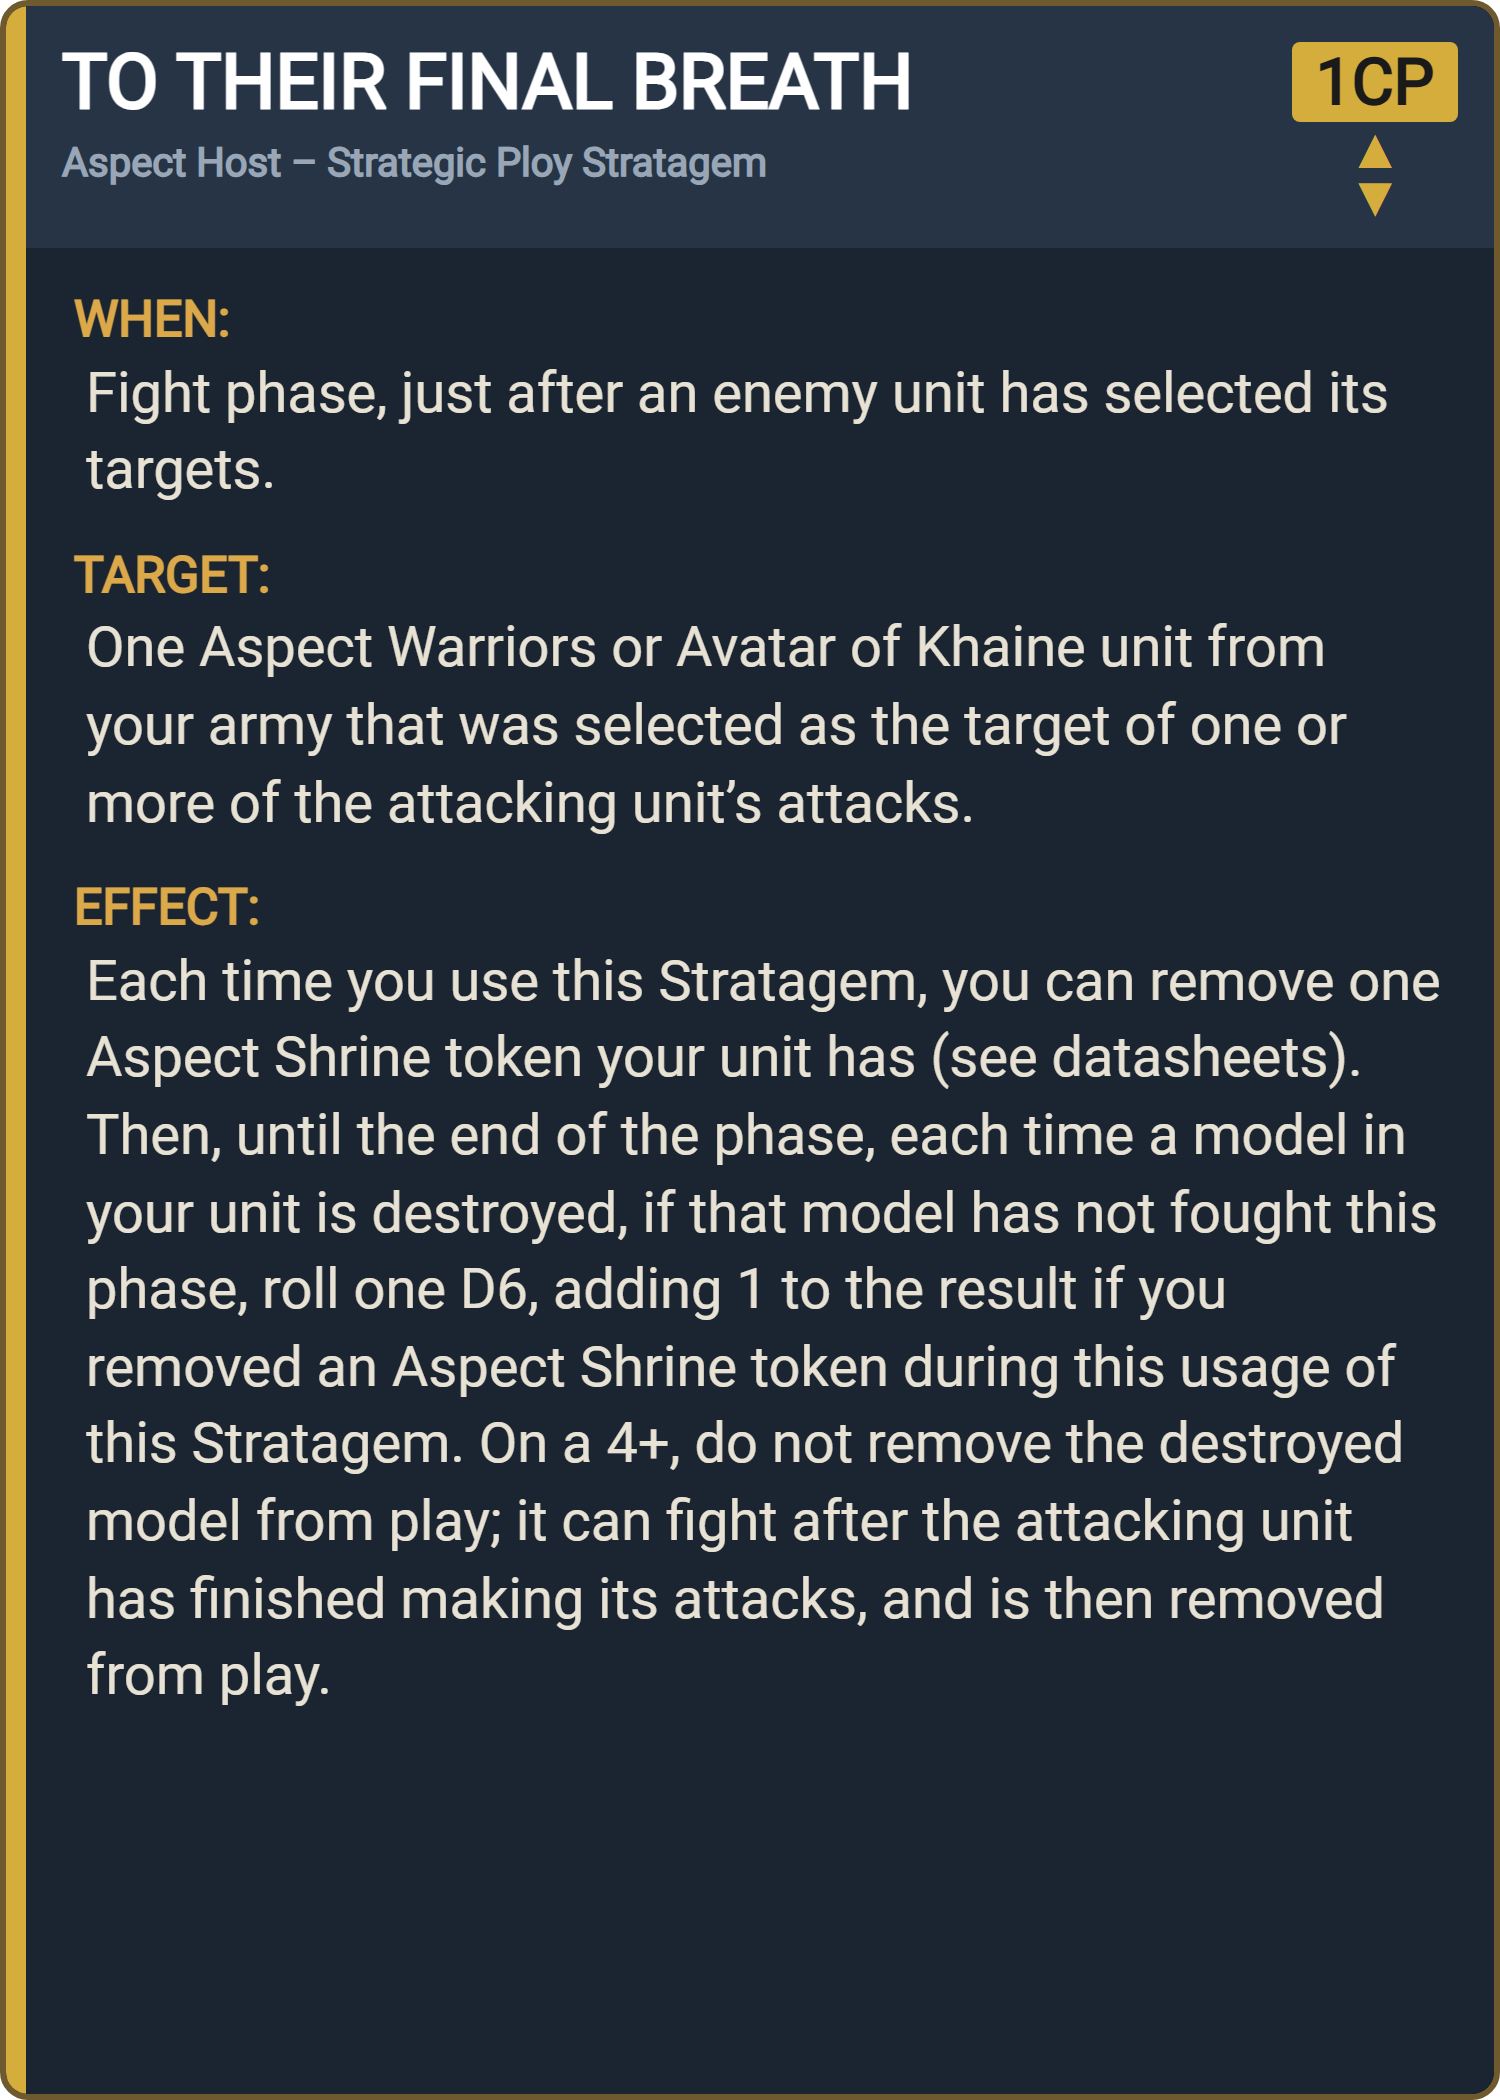 TO THEIR FINAL BREATH
1CP
Aspect Host – Strategic Ploy Stratagem
WHEN:
Fight phase, just after an enemy unit has selected its
targets.
TARGET:
One Aspect Warriors or Avatar of Khaine unit from
your army that was selected as the target of one or
more of the attacking unit’s attacks.
EFFECT:
Each time you use this Stratagem, you can remove one
Aspect Shrine token your unit has (see datasheets).
Then, until the end of the phase, each time a model in
your unit is destroyed, if that model has not fought this
phase, roll one D6, adding 1 to the result if you
removed an Aspect Shrine token during this usage of
this Stratagem. On a 4+, do not remove the destroyed
model from play; it can fight after the attacking unit
has finished making its attacks, and is then removed
from play.